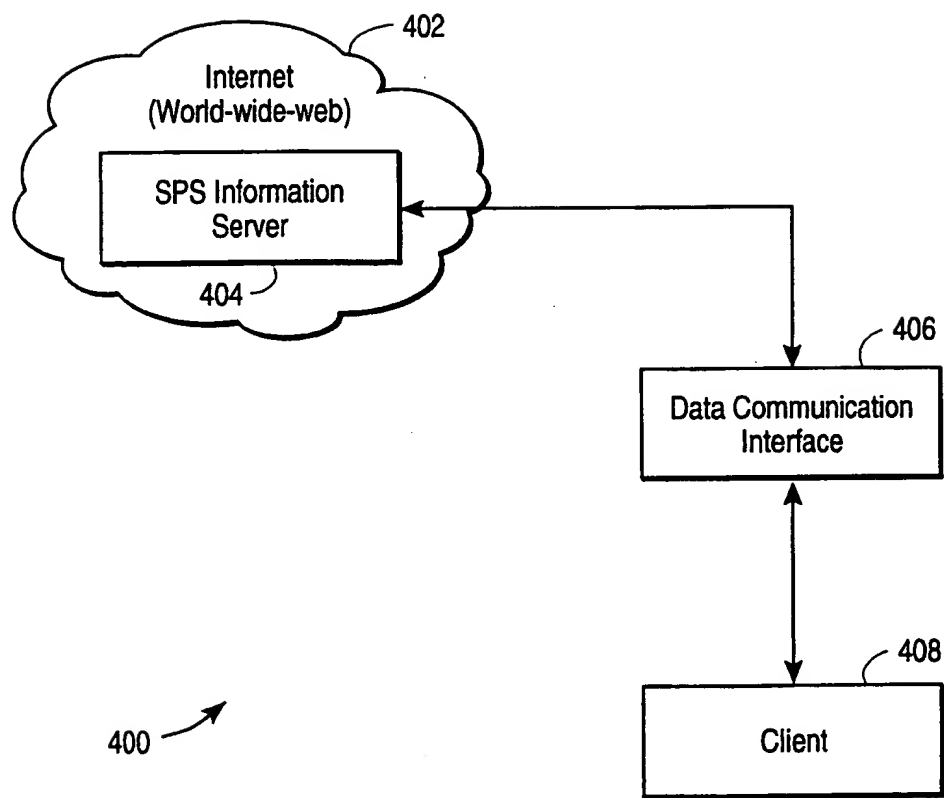 402
Internet
(World-wide-web)
SPS Information
Server
404
406
Data Communication
Interface
408
Client
400